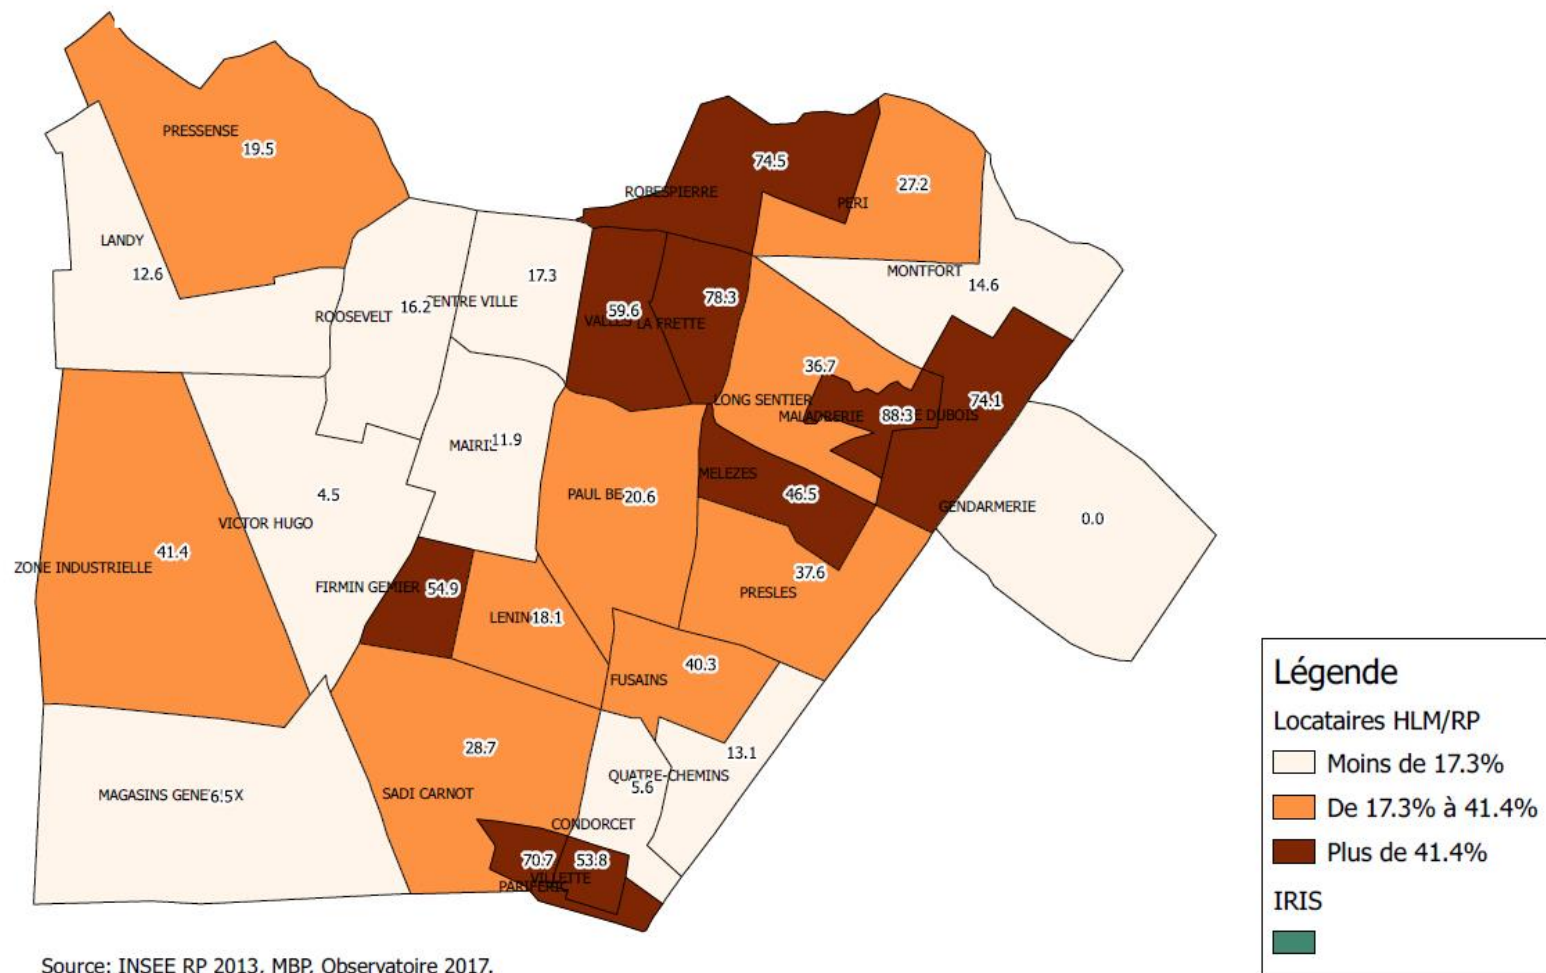 PRESSENSE
19.5
74.5
ROBESPIERRE
27.2
PERI
LANDY
12.6
MONTFORT
14.6
17.3
16.2
ENTRE VILLE
ROOSEVELT
59.6
78.3
LA FRETTE
36.7
LONG SENTIER
MALADRERIE
88.3
E DUBOIS
74.1
MAIRIE
11.9
4.5
VICTOR HUGO
PAUL BE
20.6
MELEZES
46.5
GENDARMERIE
0.0
41.4
ZONE INDUSTRIELLE
FIRMIN GEMIER
54.9
LENIN
18.1
37.6
PRESLES
40.3
FUSAINS
28.7
SADI CARNOT
13.1
QUATRE-CHEMINS
5.6
MAGASINS GENE
6.5
X
CONDORCET
70.7
53.8
VILLETTE
Légende
Locataires HLM/RP
Moins de 17.3%
De 17.3% à 41.4%
Plus de 41.4%
IRIS
Source: INSEE RP 2013, MBP, Observatoire 2017.